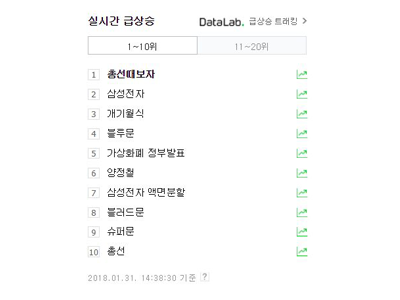 실시간 급상승
DataLab. 급상승 트래킹
1~10위
11~20위
1 총선때보자
2 삼성전자
3 개기월식
4 블루문
5 가상화폐 정부발표
6 양정철
7 삼성전자 액면분할
8 블러드문
9 슈퍼문
10 총선
2018.01.31. 14:38:30 기준 ?